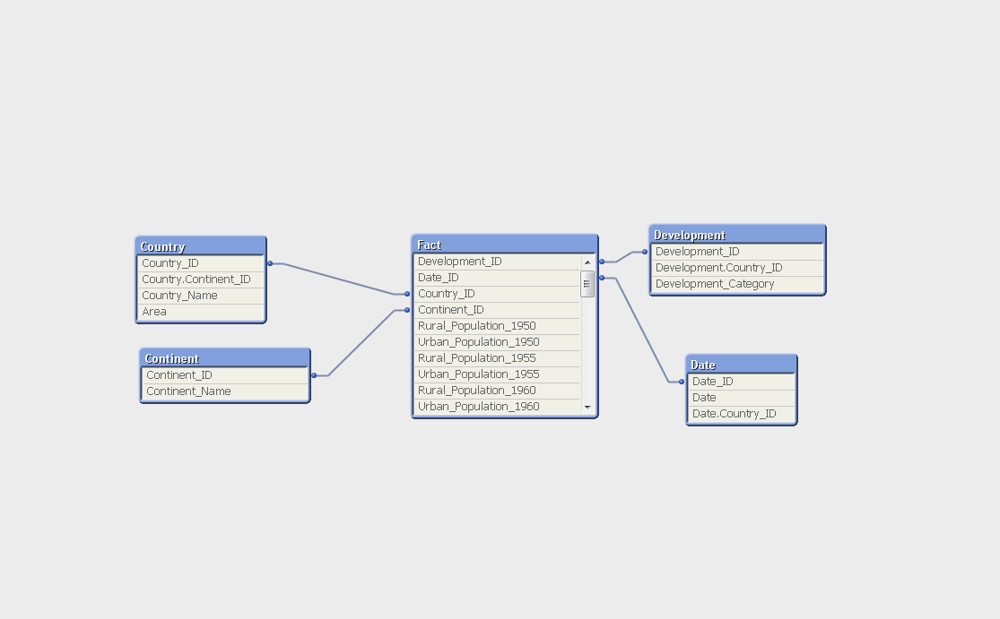 Country
Country_ID
Country.Continent_ID
Country_Name
Area
Continent
Continent_ID
Continent_Name
Fact
Development_ID
Date_ID
Country_ID
Continent_ID
Rural_Population_1950
Urban_Population_1950
Rural_Population_1955
Urban_Population_1955
Rural_Population_1960
Urban_Population_1960
Development
Development_ID
Development.Country_ID
Development_Category
Date
Date_ID
Date
Date.Country_ID